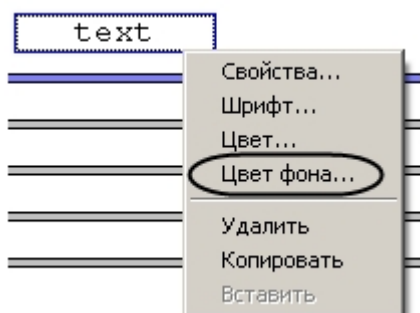 text
Свойства...
Шрифт...
Цвет...
Цвет фона...
Удалить
Копировать
Вставить